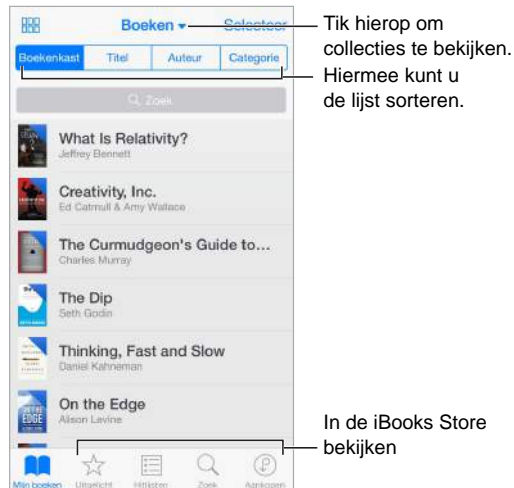 Boeken
Selecteer
Tik hierop om
collecties te bekijken.
Boekenkast Titel Auteur Categorie
Hiermee kunt u
de lijst sorteren.
Zoek
What Is Relativity?
Jeffrey Bennett
Creativity, Inc.
Ed Catmull & Amy Wallace
The Curmudgeon's Guide to...
Charles Murray
The Dip
Seth Godin
Thinking, Fast and Slow
Daniel Kahneman
On the Edge
Alison Levine
In de iBooks Store
bekijken
Mijn boeken Uitgelicht Hitlijsten Zoek Aankopen